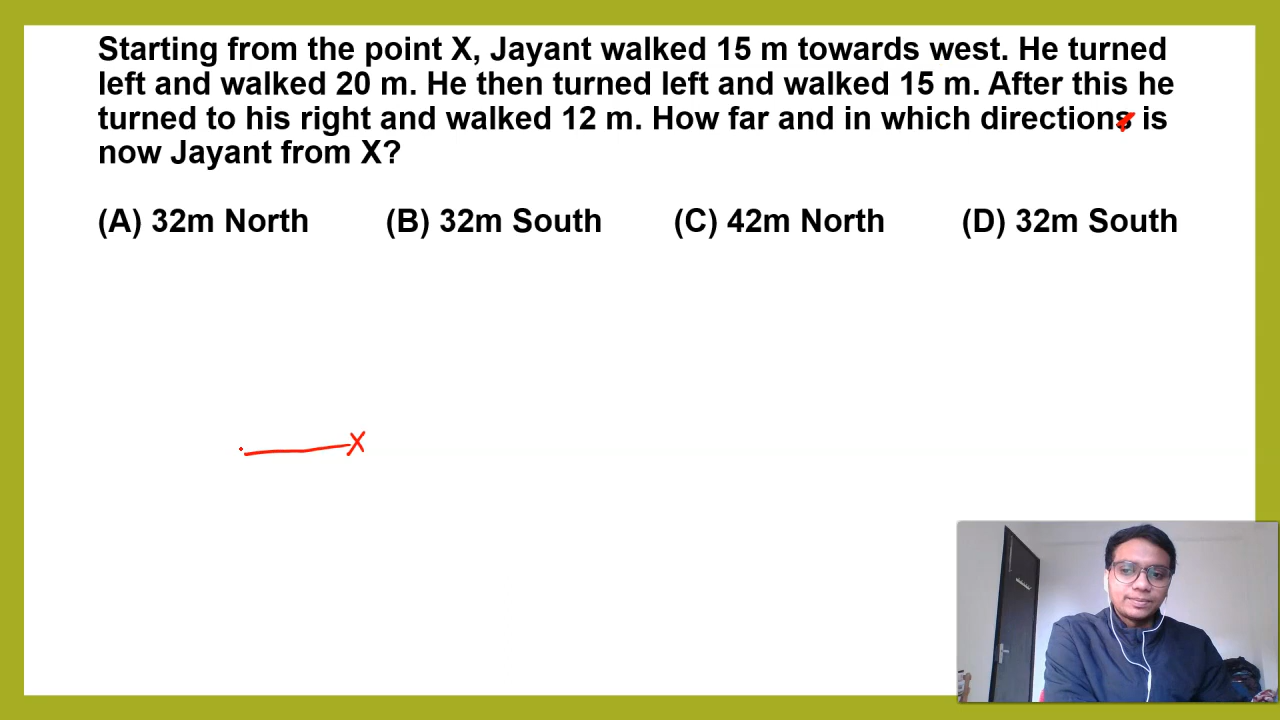 Starting from the point X, Jayant walked 15 m towards west. He turned
left and walked 20 m. He then turned left and walked 15 m. After this he
turned to his right and walked 12 m. How far and in which directions is
now Jayant from X?
(A) 32m North (B) 32m South (C) 42m North (D) 32m South
X